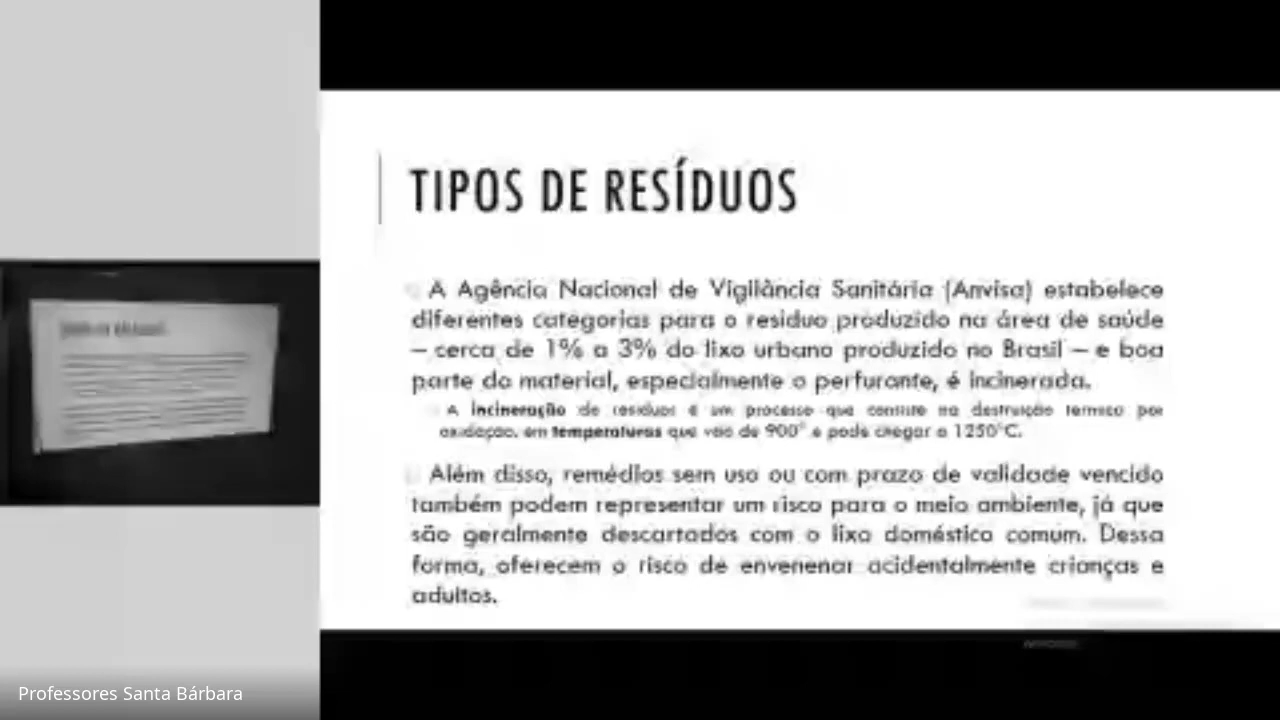 TIPOS DE RESÍDUOS
A Agência Nacional de Vigilância Sanitária (Anvisa) estabelece
diferentes categorias para o resíduo produzido na área de saúde
– cerca de 1% a 3% do lixo urbano produzido no Brasil – e boa
parte do material, especialmente o perfurante, é incinerada.
A incineração de resíduos é um processo que consiste na destruição térmica por
oxidação, em temperaturas que vão de 900° e pode chegar a 1250°C.
Além disso, remédios sem uso ou com prazo de validade vencido
também podem representar um risco para o meio ambiente, já que
são geralmente descartados com o lixo doméstico comum. Dessa
forma, oferecem o risco de envenenar acidentalmente crianças e
adultos.
Professores Santa Bárbara